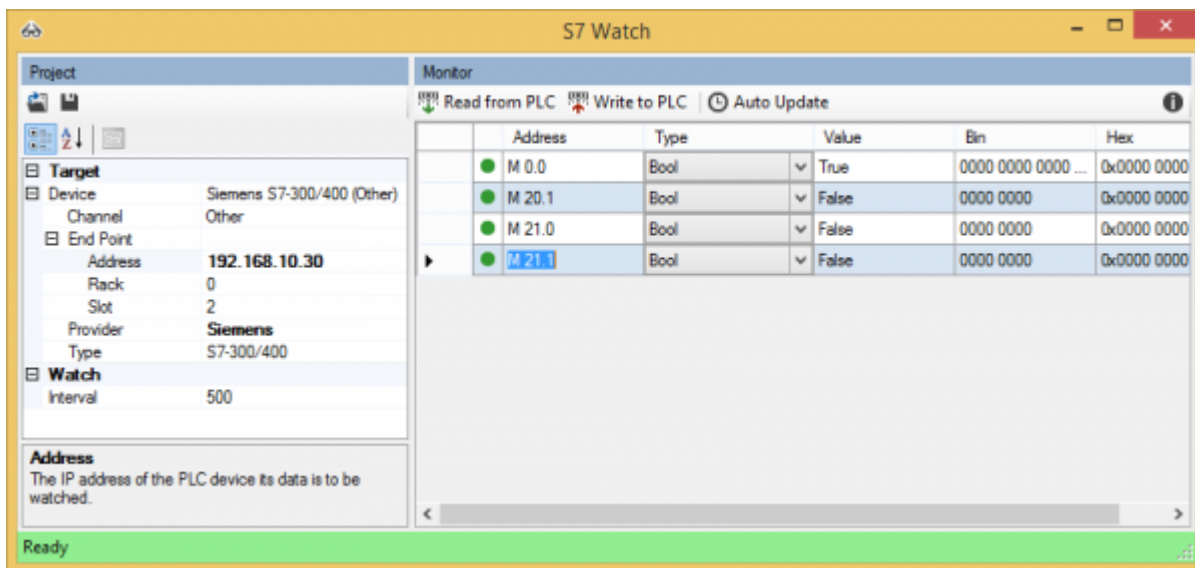 S7 Watch
Project
Target
Device Siemens S7-300/400 (Other)
Channel Other
End Point
Address 192.168.10.30
Rack 0
Slot 2
Provider Siemens
Type S7-300/400
Watch
Interval 500
Address
The IP address of the PLC device its data is to be
watched.
Monitor
Read from PLC Write to PLC Auto Update
Address Type Value Bin Hex
M 0.0 Bool True 0000 0000 0000 ... 0x0000 0000
M 20.1 Bool False 0000 0000 0x0000 0000
M 21.0 Bool False 0000 0000 0x0000 0000
M 21.1 Bool False 0000 0000 0x0000 0000
Ready